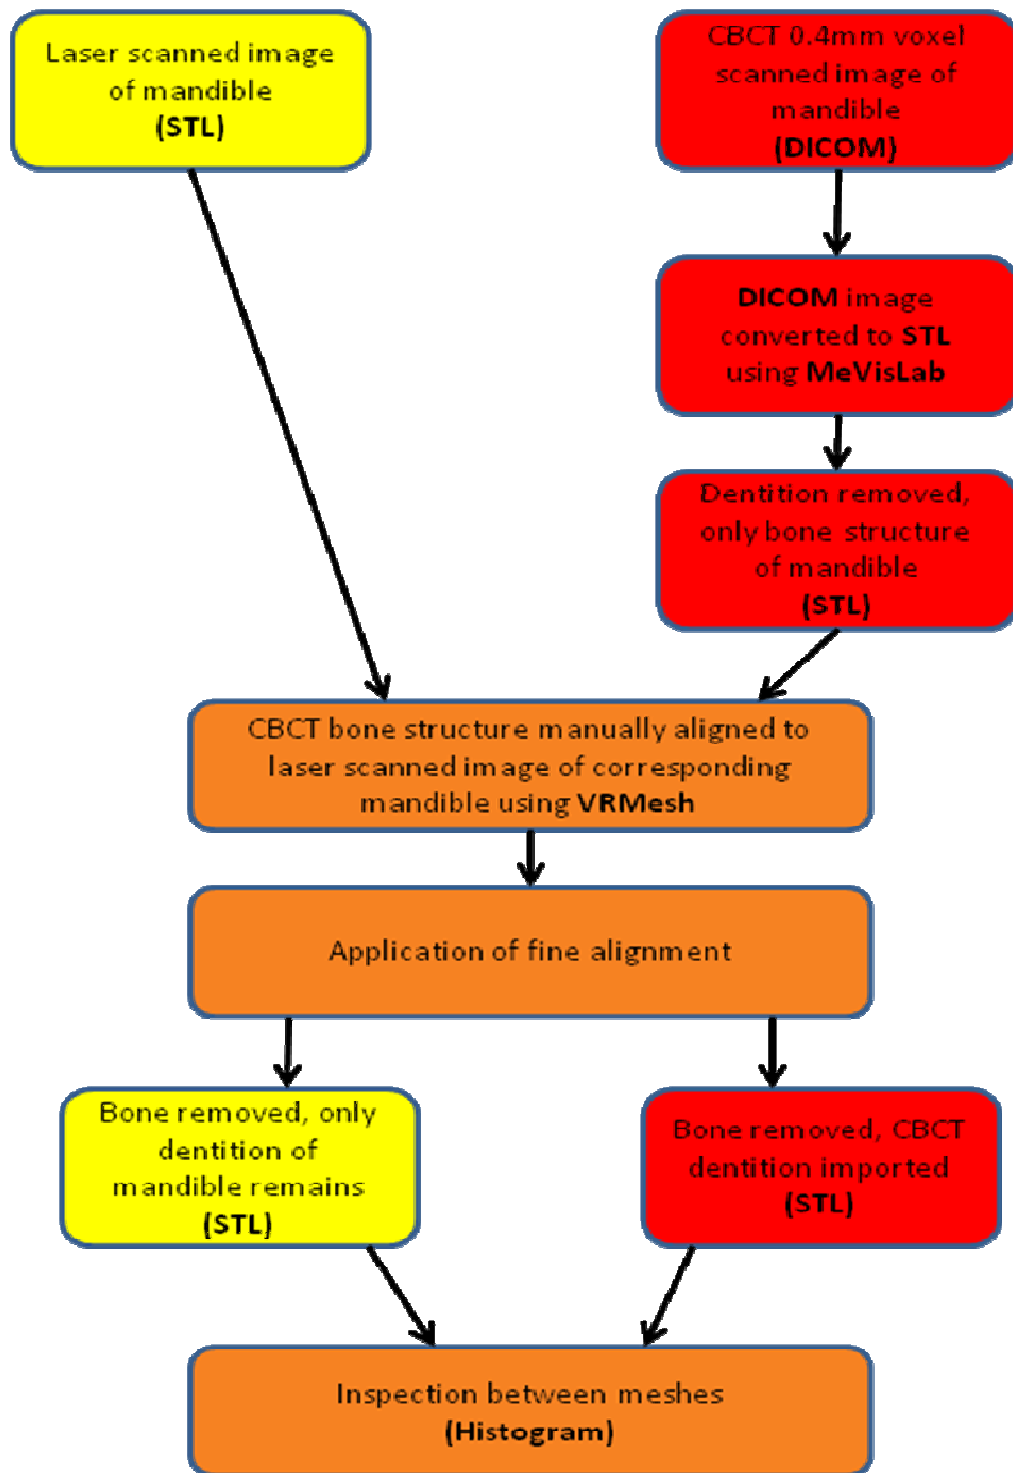 Laser scanned image
of mandible
(STL)
CBCT 0.4mm voxel
scanned image of
mandible
(DICOM)
DICOM image
converted to STL
using MeVisLab
Dentition removed,
only bone structure
of mandible
(STL)
CBCT bone structure manually aligned to
laser scanned image of corresponding
mandible using VRMesh
Application of fine alignment
Bone removed, only
dentition of
mandible remains
(STL)
Bone removed, CBCT
dentition imported
(STL)
Inspection between meshes
(Histogram)